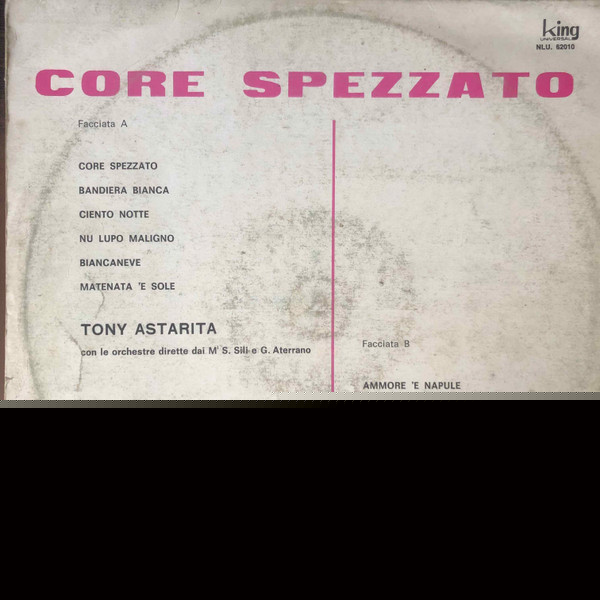 king
UNIVERSAL
NLU. 62010
CORE SPEZZATO
Facciata A
CORE SPEZZATO
BANDIERA BIANCA
CIENTO NOTTE
NU LUPO MALIGNO
BIANCANEVE
MATENATA 'E SOLE
TONY ASTARITA
con le orchestre dirette dai Mⁱ S. Sili e G. Aterrano
Facciata B
AMMORE 'E NAPULE